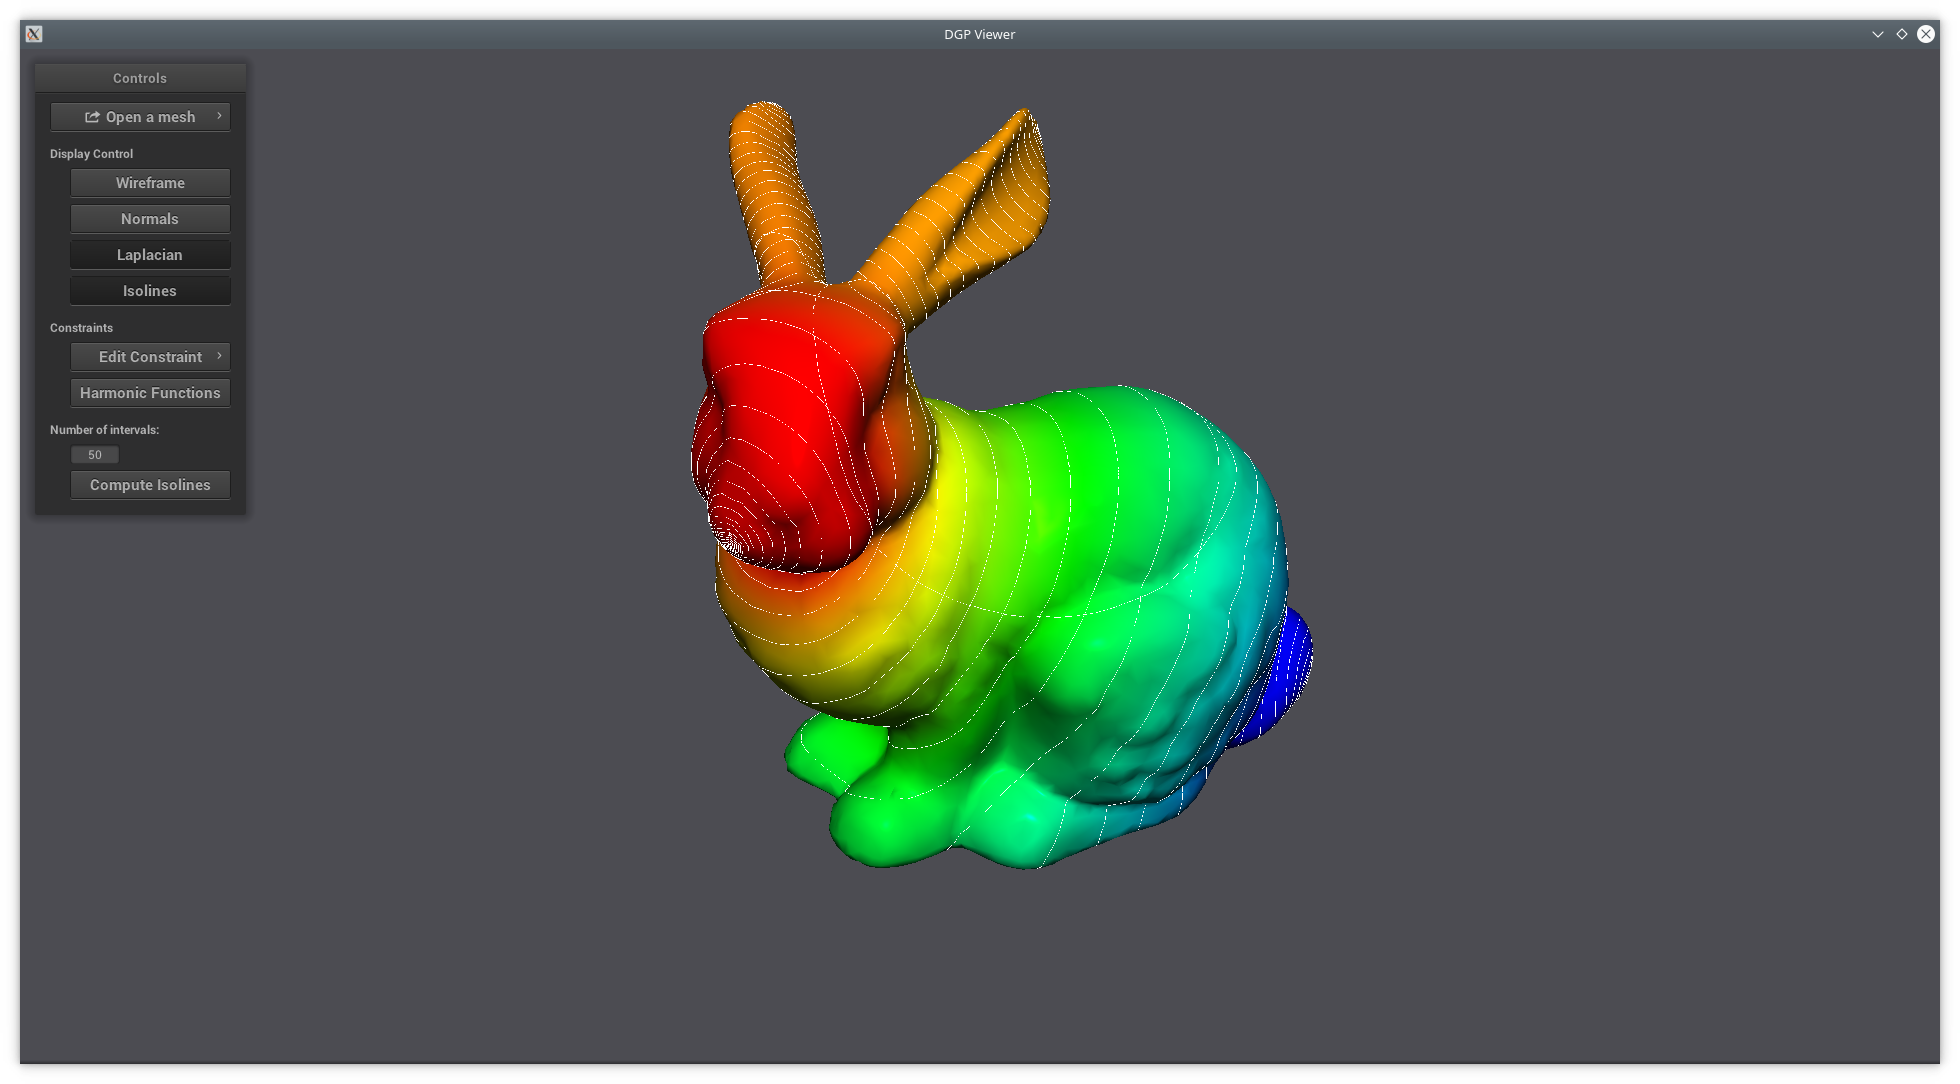 DGP Viewer
Controls
Open a mesh
Display Control
Wireframe
Normals
Laplacian
Isolines
Constraints
Edit Constraint
Harmonic Functions
Number of intervals:
50
Compute Isolines